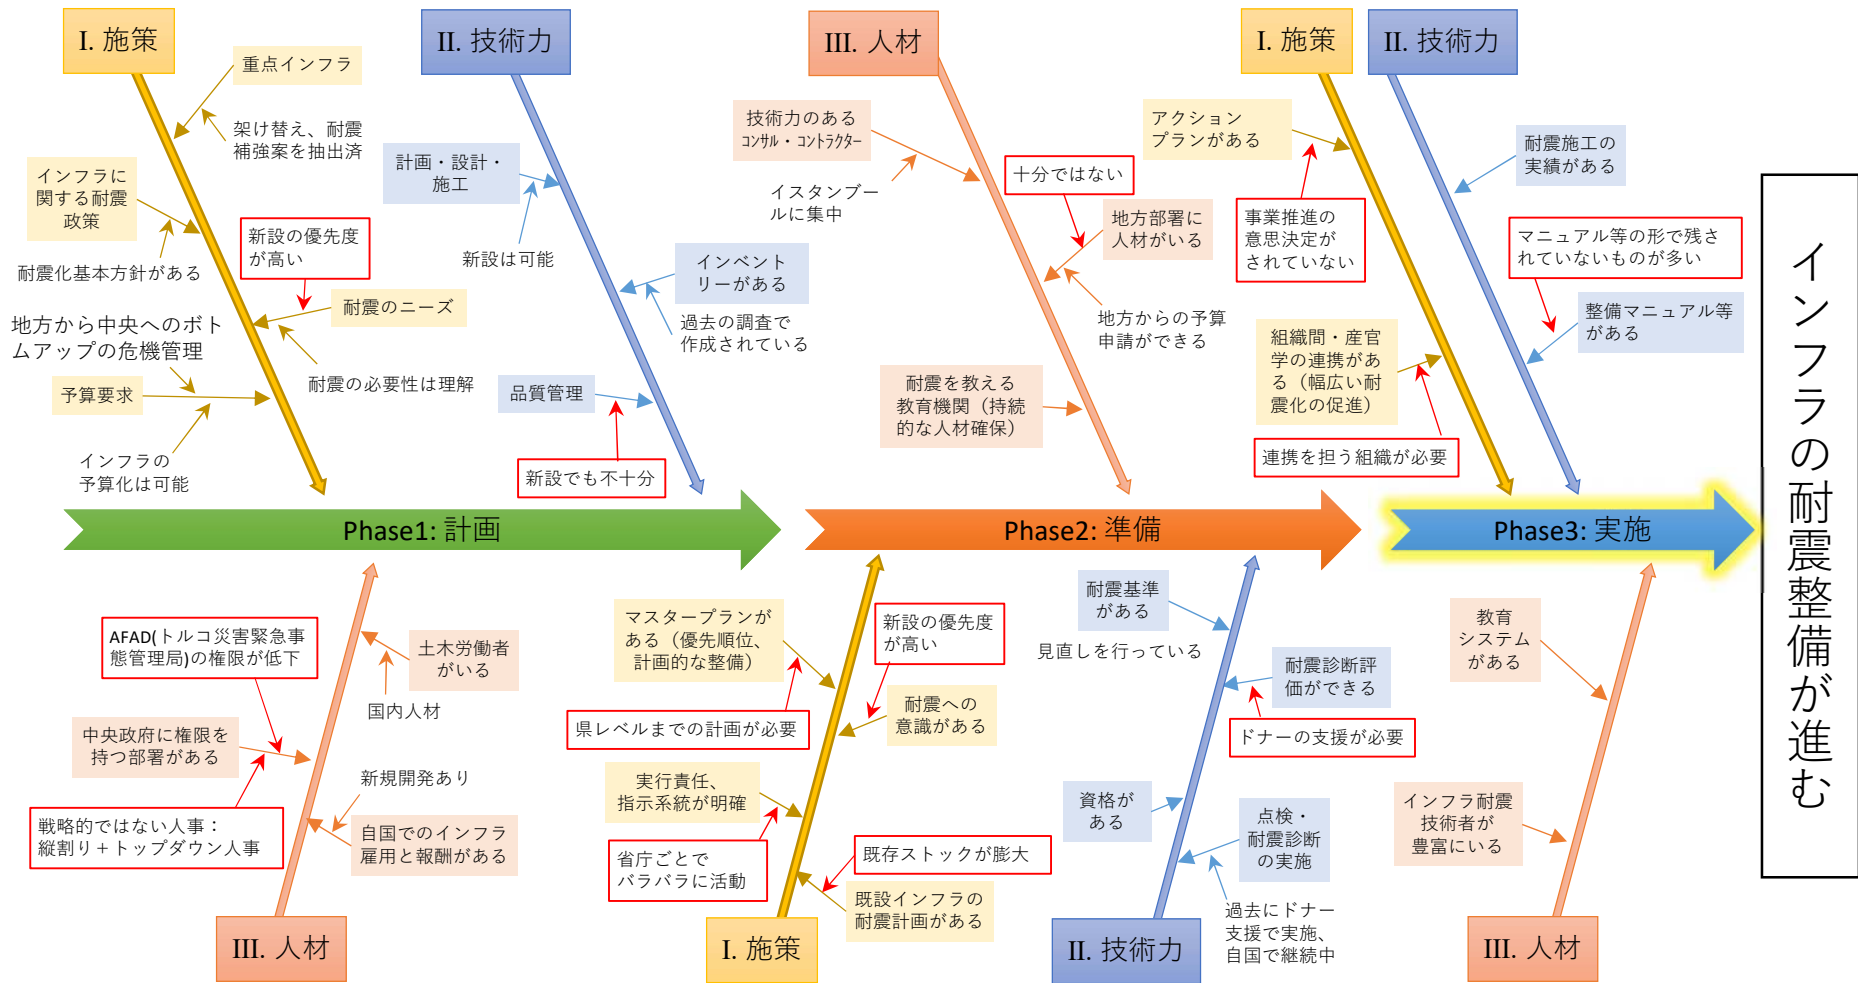 I. 施策
重点インフラ
架け替え、耐震
補強案を抽出済
インフラに
関する耐震
政策
耐震化基本方針がある
新設の優先度
が高い
耐震のニーズ
耐震の必要性は理解
地方から中央へのボト
ムアップの危機管理
予算要求
インフラの
予算化は可能
II. 技術力
計画・設計・
施工
新設は可能
インベント
リーがある
過去の調査で
作成されている
品質管理
新設でも不十分
III. 人材
技術力のある
コンサル・コントラクター
イスタンブー
ルに集中
十分ではない
地方部署に
人材がいる
地方からの予算
申請ができる
耐震を教える
教育機関（持続
的な人材確保）
I. 施策
アクション
プランがある
事業推進の
意思決定が
されていない
組織間・産官
学の連携があ
る（幅広い耐
震化の促進）
連携を担う組織が必要
II. 技術力
耐震施工の
実績がある
マニュアル等の形で残さ
れていないものが多い
整備マニュアル等
がある
Phase1: 計画
Phase2: 準備
Phase3: 実施
インフラの耐震整備が進む
AFAD(トルコ災害緊急事
態管理局)の権限が低下
土木労働者
がいる
国内人材
中央政府に権限を
持つ部署がある
新規開発あり
戦略的ではない人事：
縦割り＋トップダウン人事
自国でのインフラ
雇用と報酬がある
III. 人材
マスタープランが
ある（優先順位、
計画的な整備）
新設の優先度
が高い
県レベルまでの計画が必要
耐震への
意識がある
実行責任、
指示系統が明確
省庁ごとで
バラバラに活動
既存ストックが膨大
既設インフラの
耐震計画がある
I. 施策
耐震基準
がある
見直しを行っている
耐震診断評
価ができる
ドナーの支援が必要
資格が
ある
点検・
耐震診断
の実施
過去にドナー
支援で実施、
自国で継続中
II. 技術力
教育
システム
がある
インフラ耐震
技術者が
豊富にいる
III. 人材